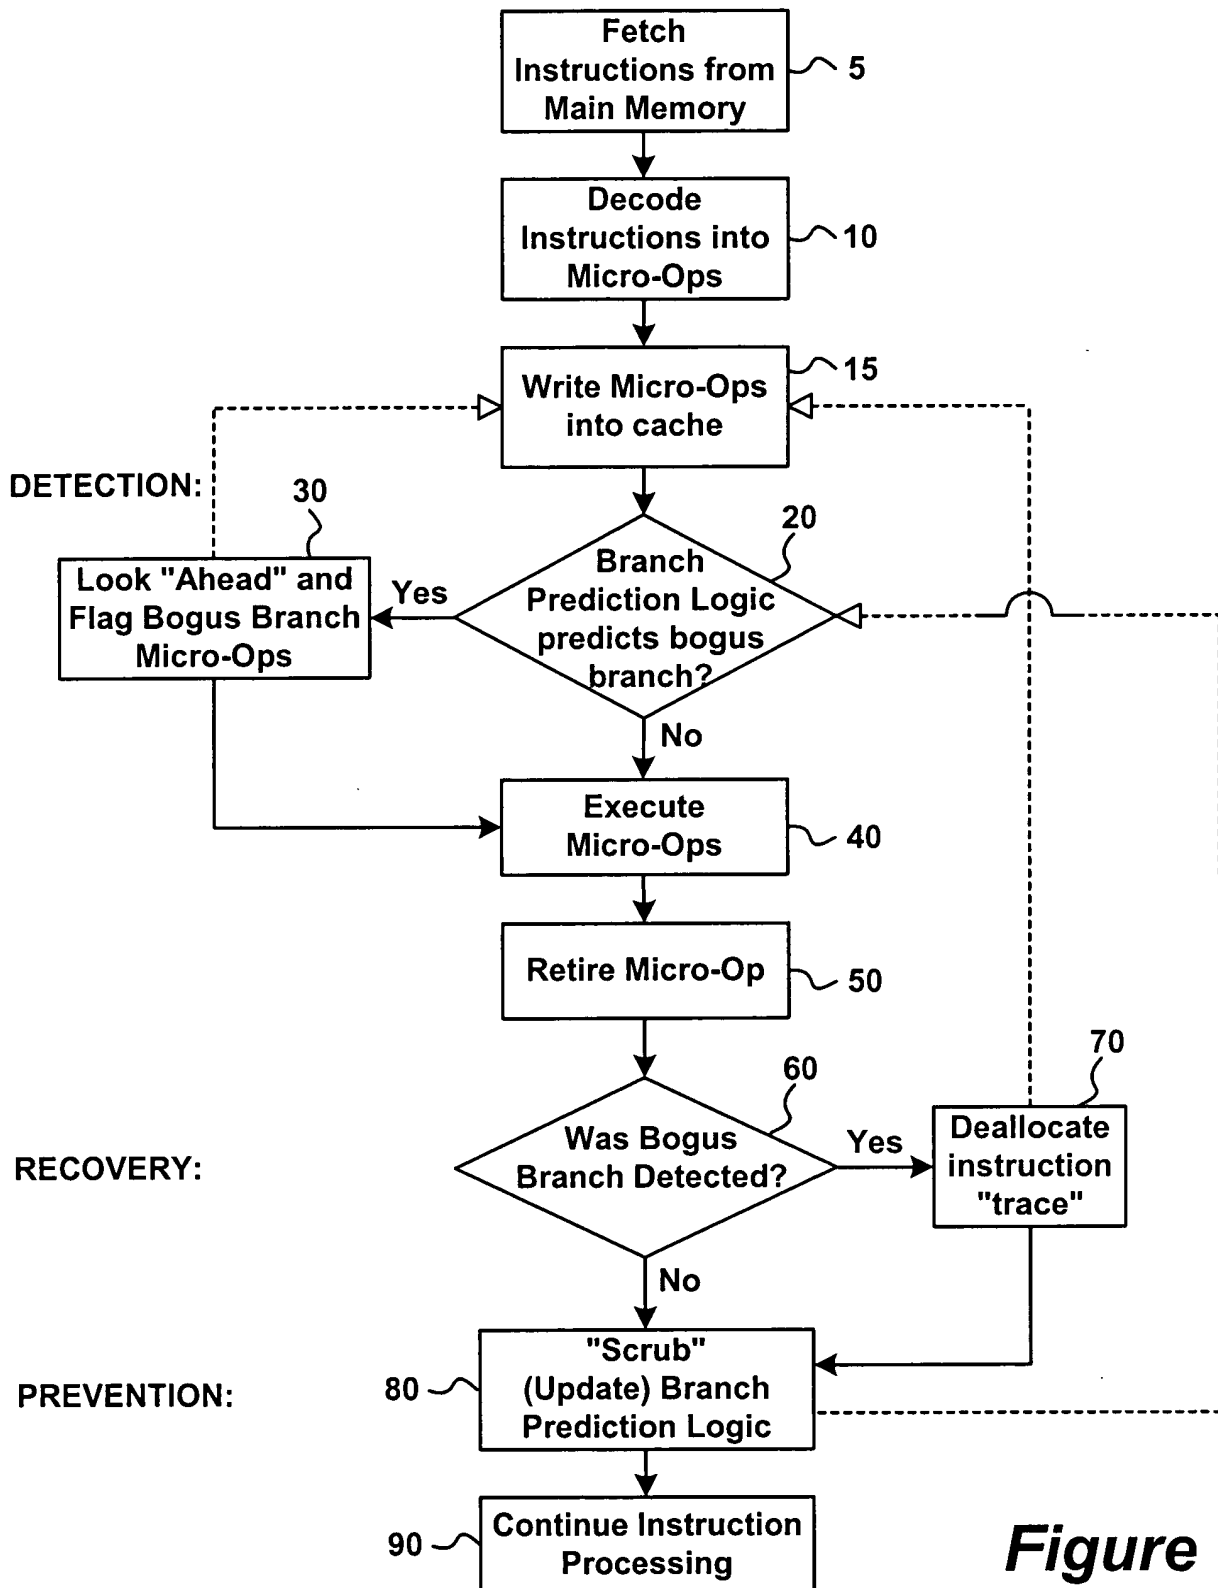 Fetch
Instructions from
Main Memory
5
Decode
Instructions into
Micro-Ops
10
Write Micro-Ops
into cache
15
DETECTION:
30
Look "Ahead" and
Flag Bogus Branch
Micro-Ops
Yes
20
Branch
Prediction Logic
predicts bogus
branch?
No
Execute
Micro-Ops
40
Retire Micro-Op
50
60
RECOVERY:
Was Bogus
Branch Detected?
Yes
70
Deallocate
instruction
"trace"
No
PREVENTION:
80
"Scrub"
(Update) Branch
Prediction Logic
90
Continue Instruction
Processing
Figure